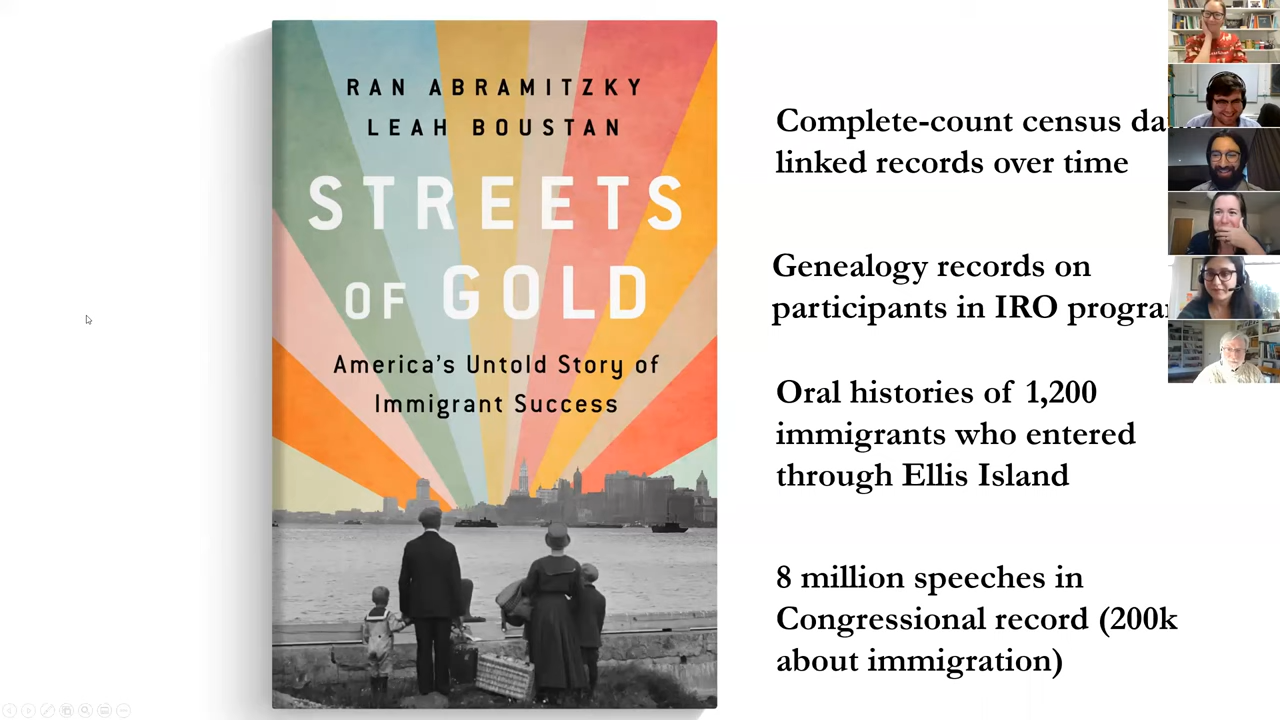 RAN ABRAMITZKY
LEAH BOUSTAN
STREETS
OF GOLD
America's Untold Story of
Immigrant Success
Complete-count census
linked records over time
Genealogy records on
participants in IRO
Oral histories of 1,200
immigrants who entered
through Ellis Island
8 million speeches in
Congressional record (200k
about immigration)